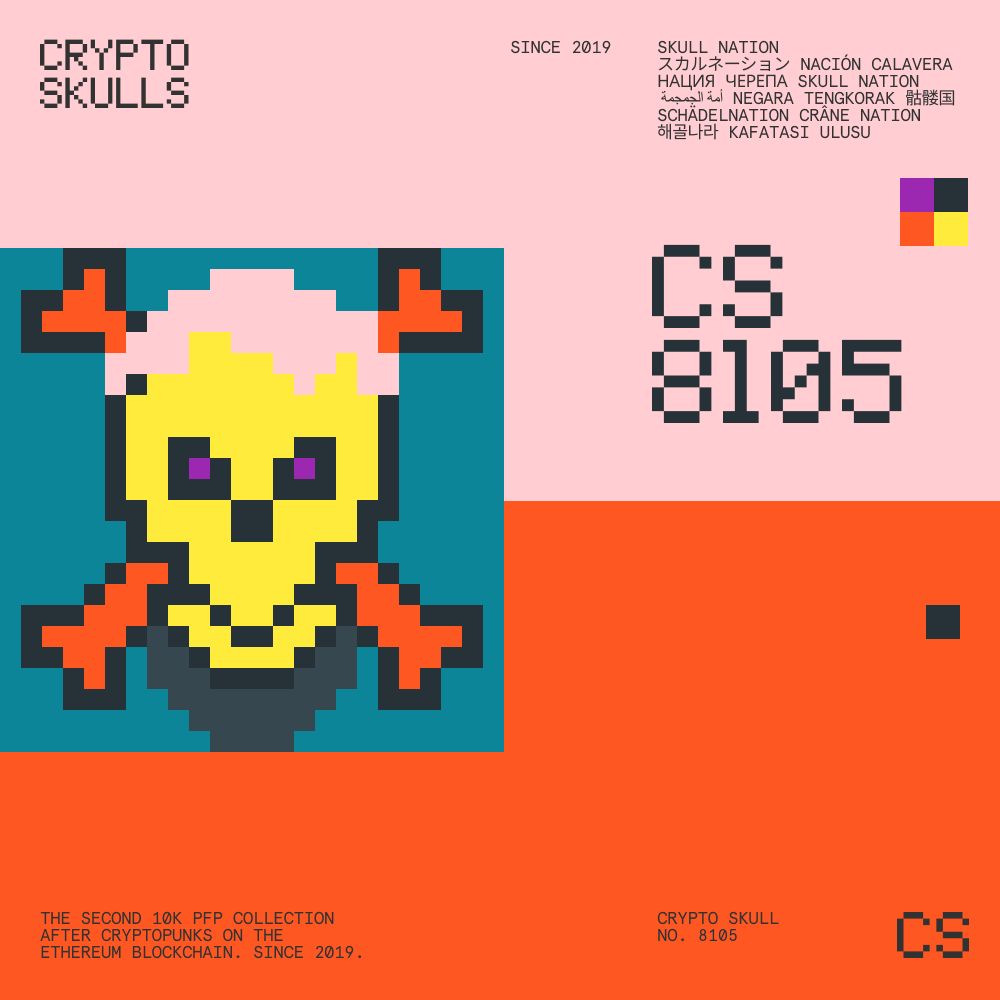 CRYPTO
SKULLS
SINCE 2019
SKULL NATION
スカルネーション NACIÓN CALAVERA
НАЦИЯ ЧЕРЕПА SKULL NATION
أمة الجمجمة NEGARA TENGKORAK 骷髅国
SCHÄDELNATION CRÂNE NATION
해골나라 KAFATASI ULUSU
CS
8105
THE SECOND 10K PFP COLLECTION
AFTER CRYPTOPUNKS ON THE
ETHEREUM BLOCKCHAIN. SINCE 2019.
CRYPTO SKULL
NO. 8105
CS